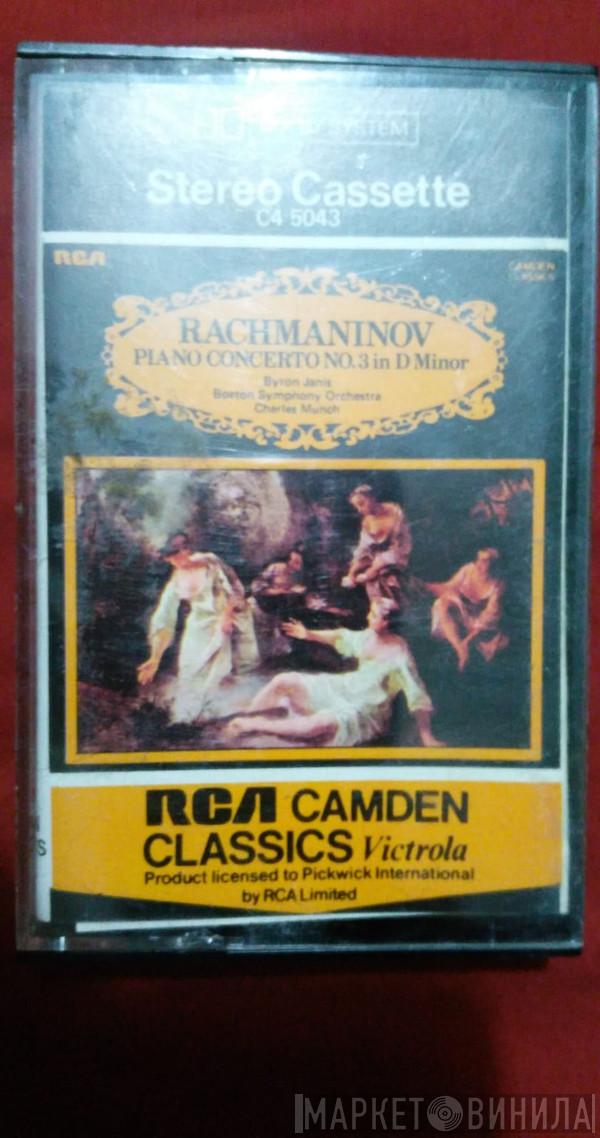 SYSTEM
Stereo Cassette
C4 5043
RCA
CAMDEN
CLASSICS
RACHMANINOV
PIANO CONCERTO NO. 3 in D Minor
Byron Janis
Boston Symphony Orchestra
Charles Munch
RCA CAMDEN
CLASSICS Victrola
Product licensed to Pickwick International
by RCA Limited
S
МАРКЕТ ВИНИЛА